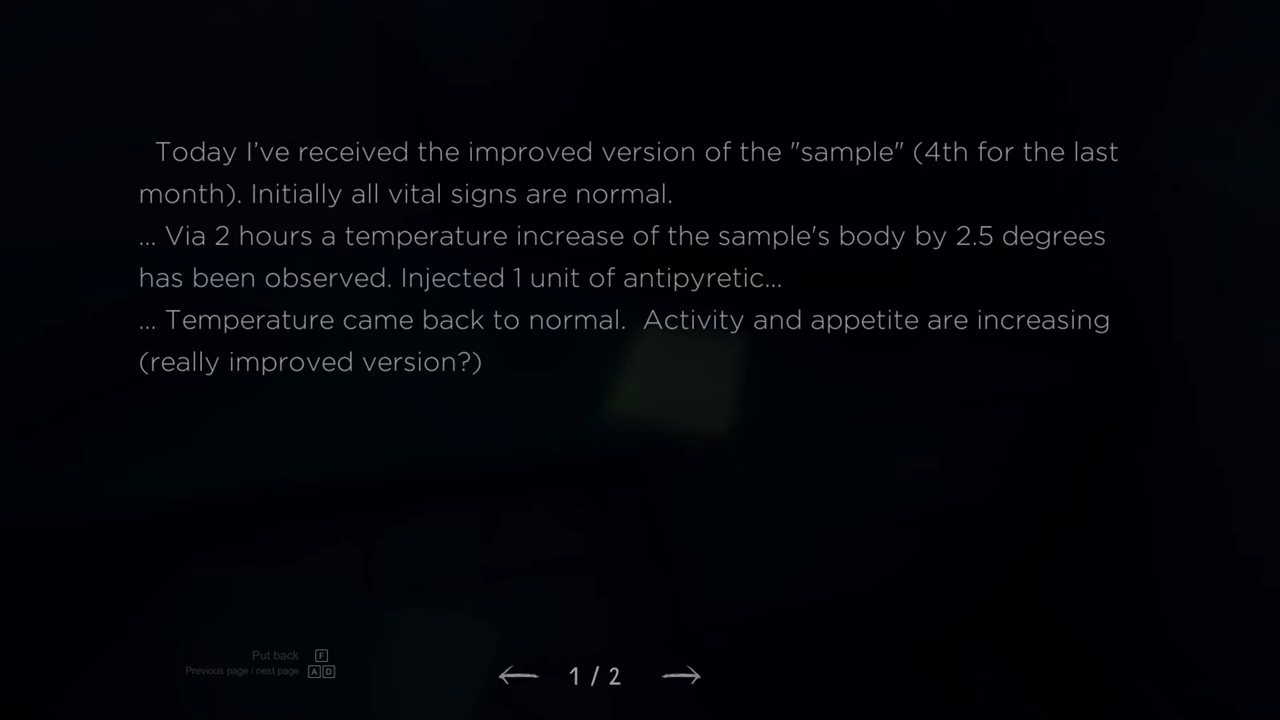 Today I’ve received the improved version of the "sample" (4th for the last
month). Initially all vital signs are normal.
... Via 2 hours a temperature increase of the sample's body by 2.5 degrees
has been observed. Injected 1 unit of antipyretic...
... Temperature came back to normal.  Activity and appetite are increasing
(really improved version?)
Put back F
Previous page / next page A D
1 / 2